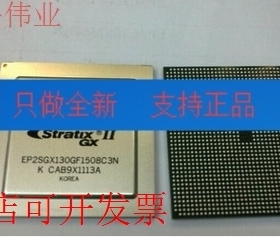 伟业
只做全新 支持正品
Stratix II
GX
EP2SGX130GF1508C3N
K CAB9X1113A
KOREA
店可开发票